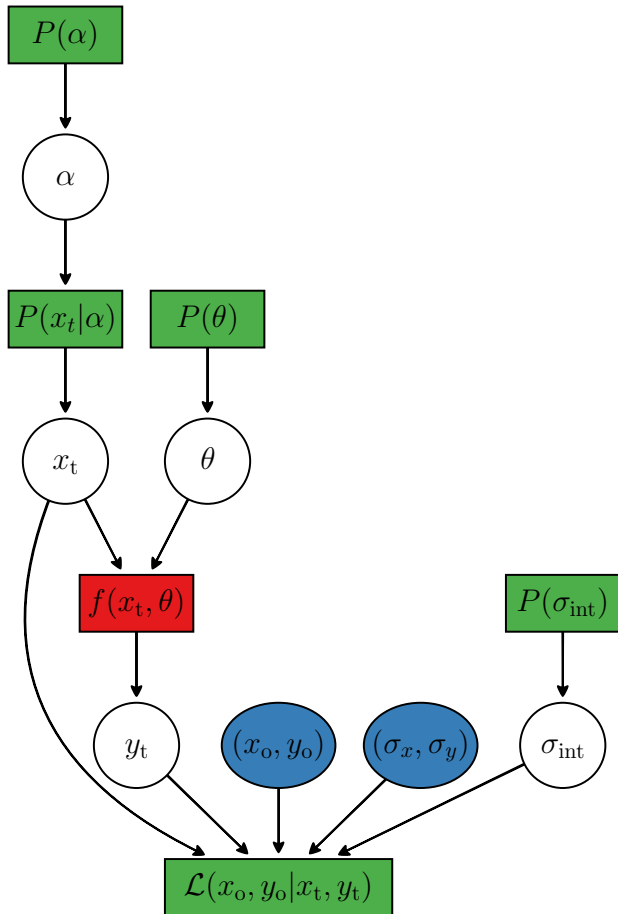 P(α)
α
P(x_t|α) P(θ)
x_t θ
f(x_t, θ) P(σ_int)
y_t (x_o, y_o) (σ_x, σ_y) σ_int
ℒ(x_o, y_o|x_t, y_t)